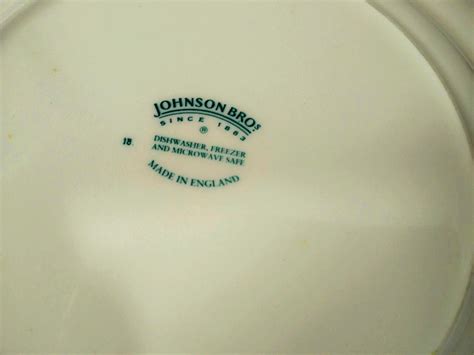 JOHNSON BROS
SINCE 1883
®
18
DISHWASHER, FREEZER
AND MICROWAVE SAFE
MADE IN ENGLAND